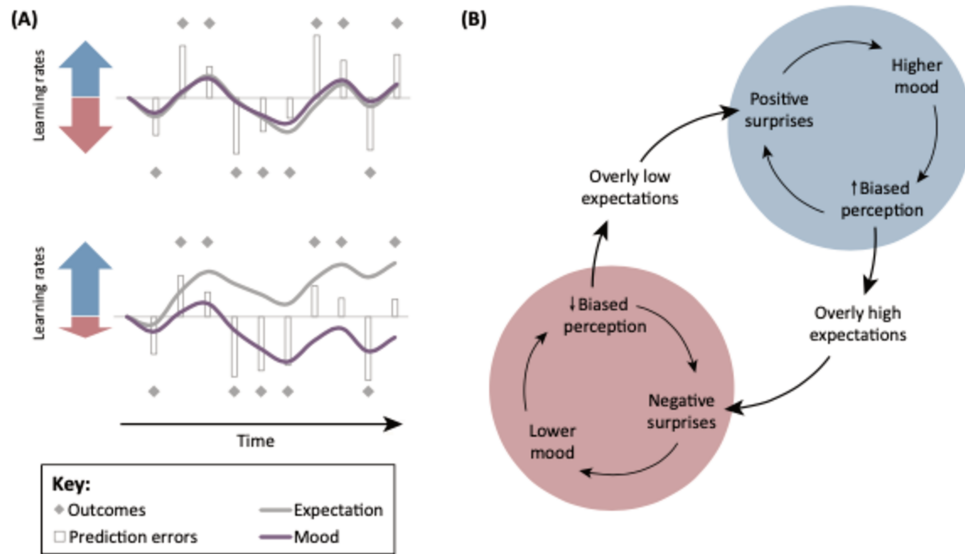 (A)
Learning rates
Learning rates
Time
Key:
Outcomes
Expectation
Prediction errors
Mood
(B)
Higher
mood
Positive
surprises
↑Biased
perception
Overly low
expectations
Overly high
expectations
↓Biased
perception
Negative
surprises
Lower
mood